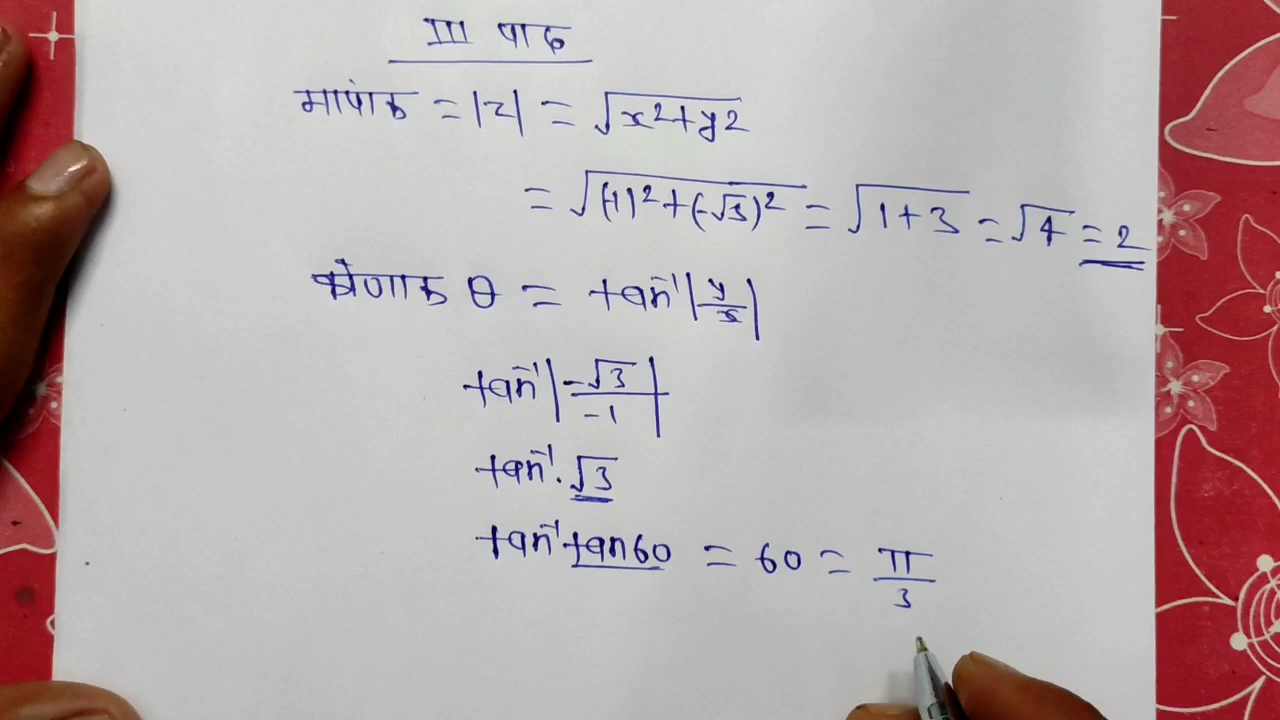 III पाद
मापांक = |z| = √x²+y²
= √(-1)²+(-√3)² = √1+3 = √4 = 2
कोणांक θ = tan⁻¹|y/x|
tan⁻¹|-√3/-1|
tan⁻¹.√3
tan⁻¹tan60 = 60 = π/3